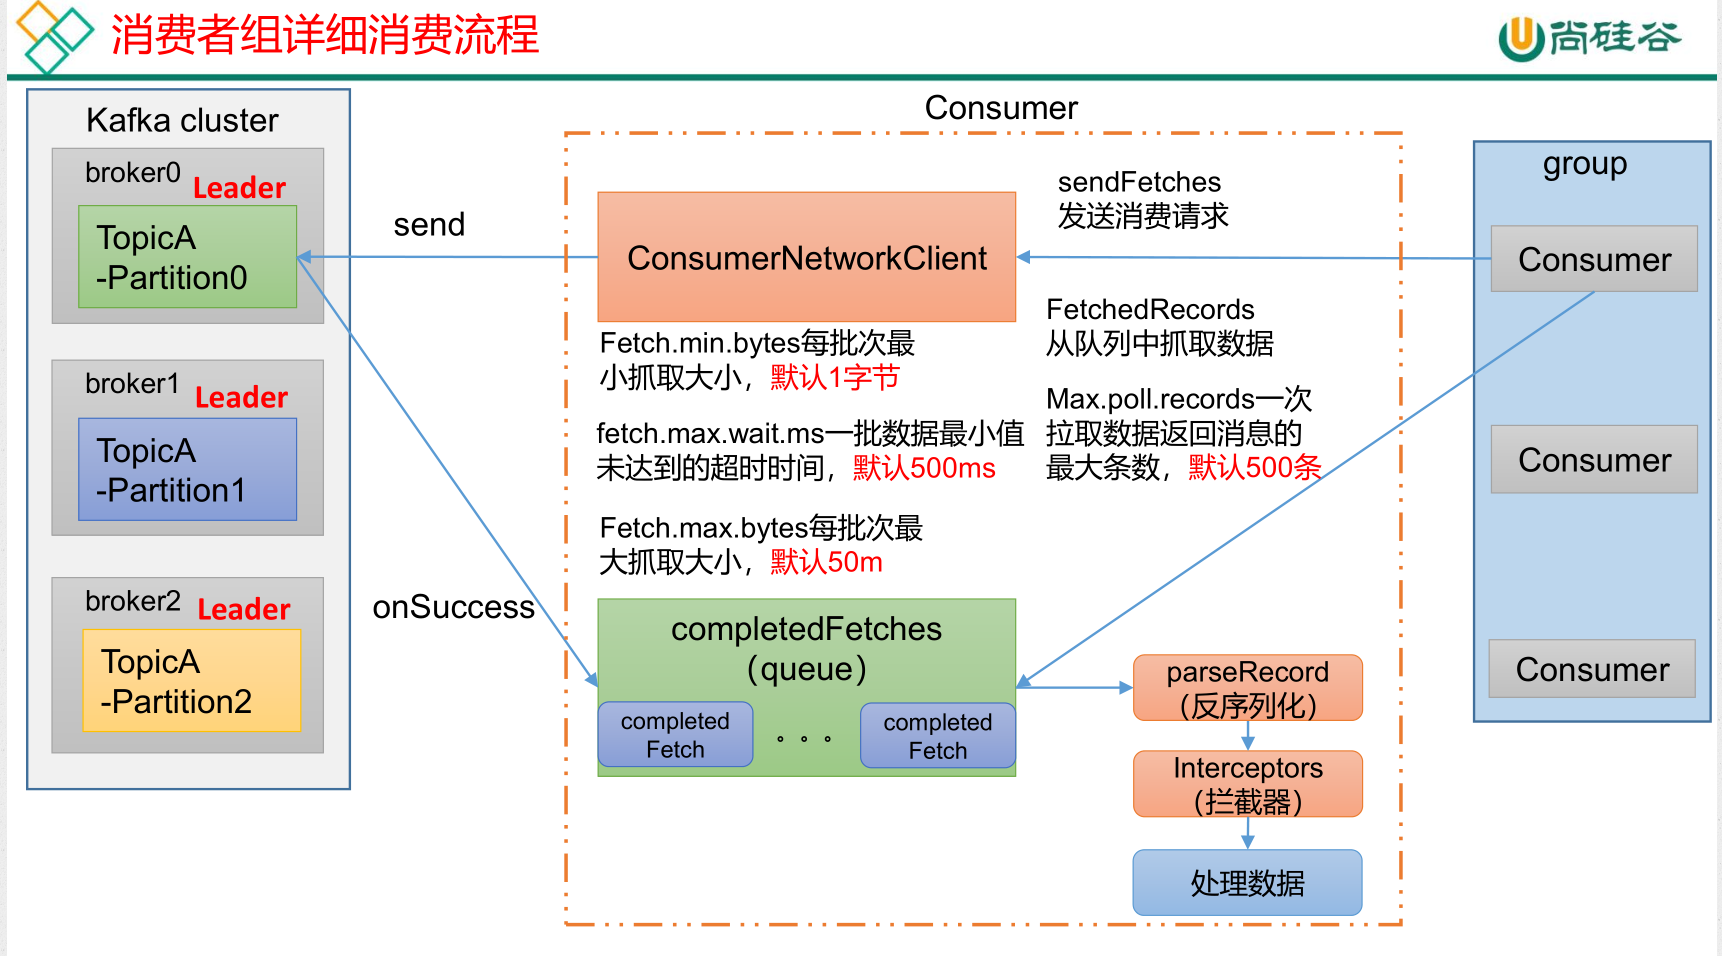 消费者组详细消费流程
尚硅谷
Kafka cluster
broker0
Leader
TopicA
-Partition0
broker1
Leader
TopicA
-Partition1
broker2
Leader
TopicA
-Partition2
send
onSuccess
Consumer
ConsumerNetworkClient
Fetch.min.bytes每批次最
小抓取大小，默认1字节
fetch.max.wait.ms一批数据最小值
未达到的超时时间，默认500ms
Fetch.max.bytes每批次最
大抓取大小，默认50m
completedFetches
（queue）
completed
Fetch
。。。
completed
Fetch
sendFetches
发送消费请求
FetchedRecords
从队列中抓取数据
Max.poll.records一次
拉取数据返回消息的
最大条数，默认500条
parseRecord
（反序列化）
Interceptors
（拦截器）
处理数据
group
Consumer
Consumer
Consumer